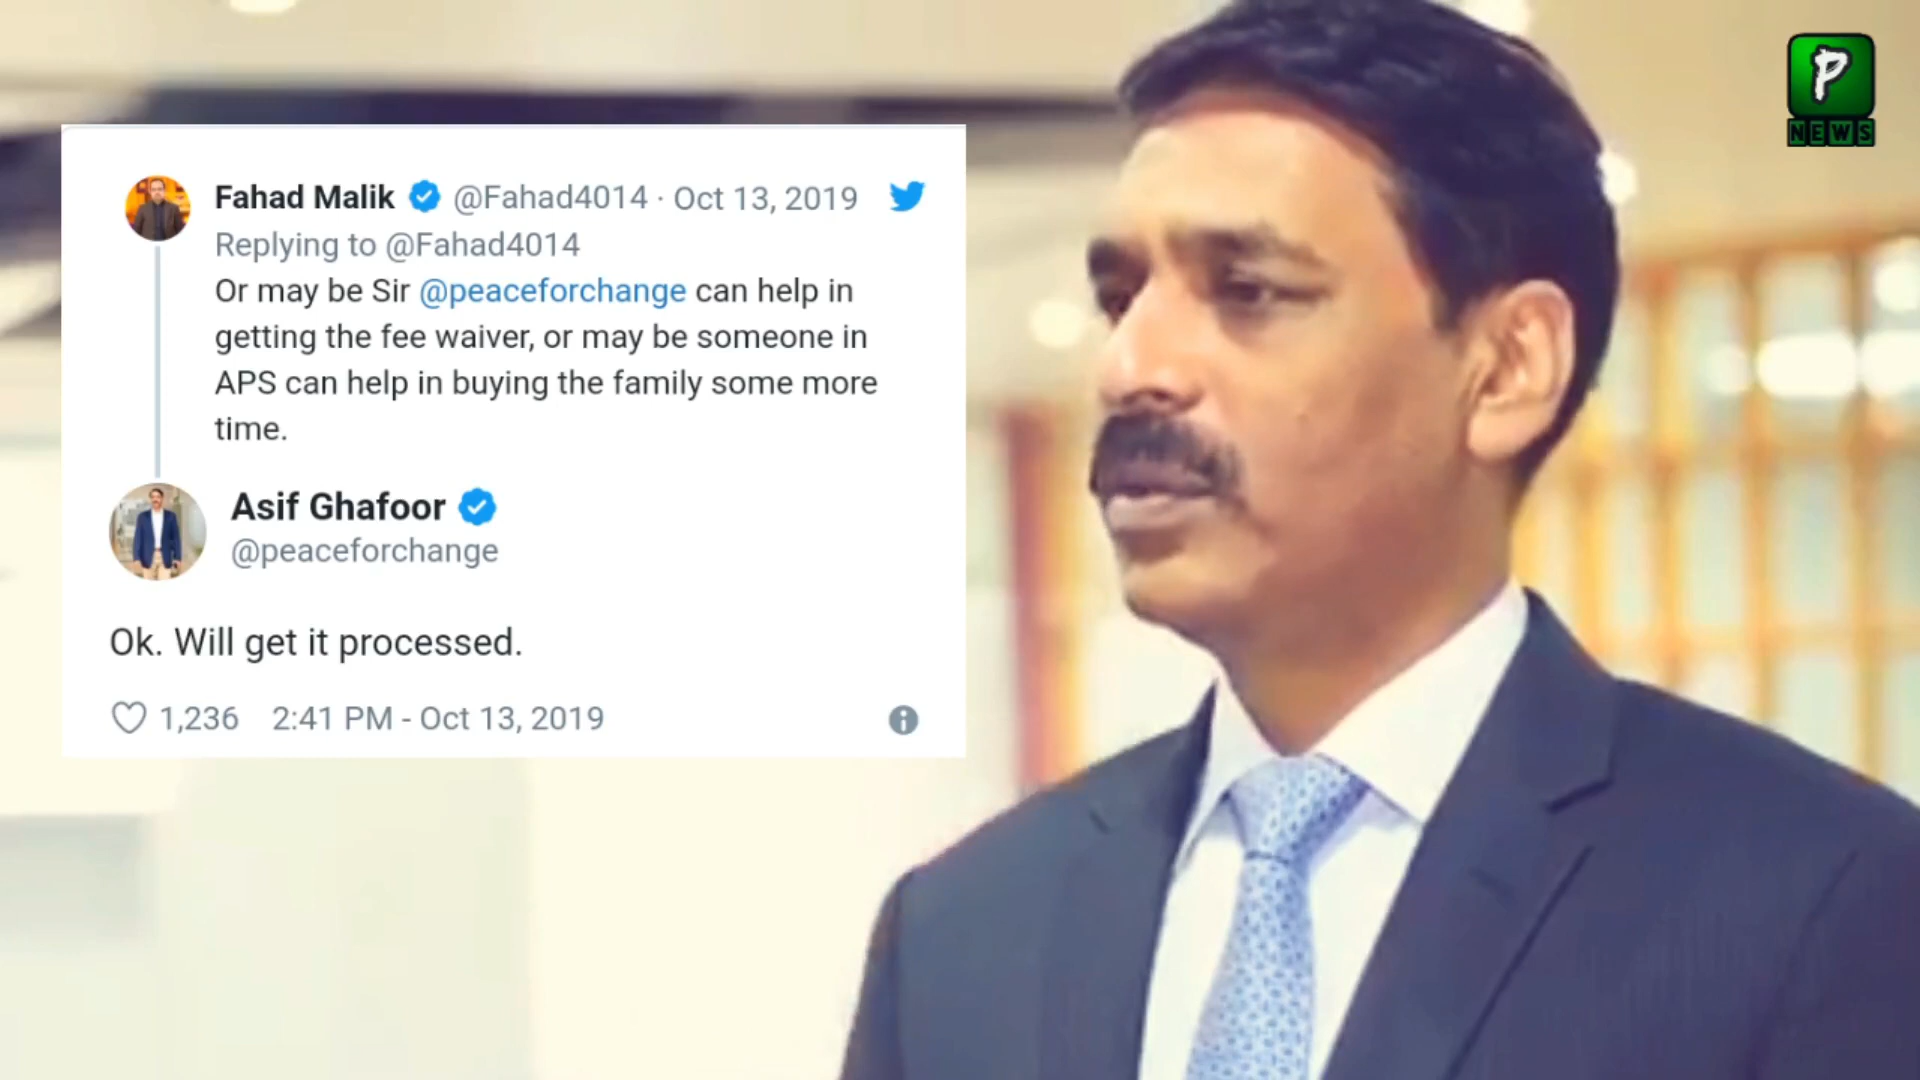 P
NEWS
Fahad Malik @Fahad4014 · Oct 13, 2019
Replying to @Fahad4014
Or may be Sir @peaceforchange can help in
getting the fee waiver, or may be someone in
APS can help in buying the family some more
time.
Asif Ghafoor
@peaceforchange
Ok. Will get it processed.
1,236 2:41 PM - Oct 13, 2019